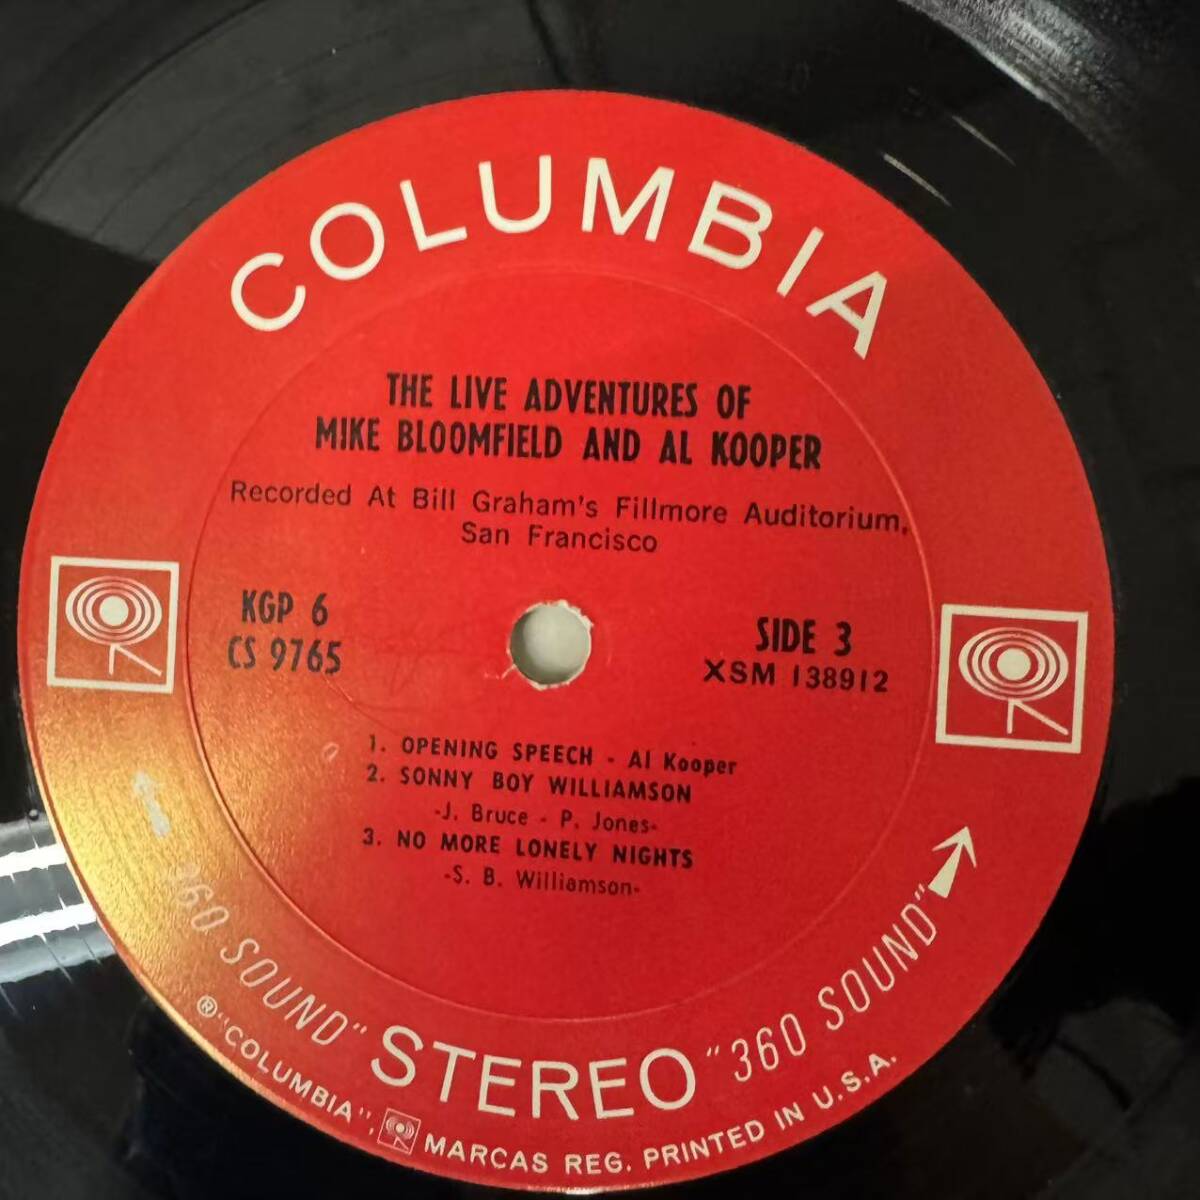 COLUMBIA
THE LIVE ADVENTURES OF
MIKE BLOOMFIELD AND AL KOOPER
Recorded At Bill Graham's Fillmore Auditorium,
San Francisco
KGP 6
CS 9765
SIDE 3
XSM 138912
1. OPENING SPEECH - Al Kooper
2. SONNY BOY WILLIAMSON
-J. Bruce - P. Jones-
3. NO MORE LONELY NIGHTS
-S. B. Williamson-
360 SOUND" STEREO "360 SOUND"
®"COLUMBIA", MARCAS REG. PRINTED IN U.S.A.